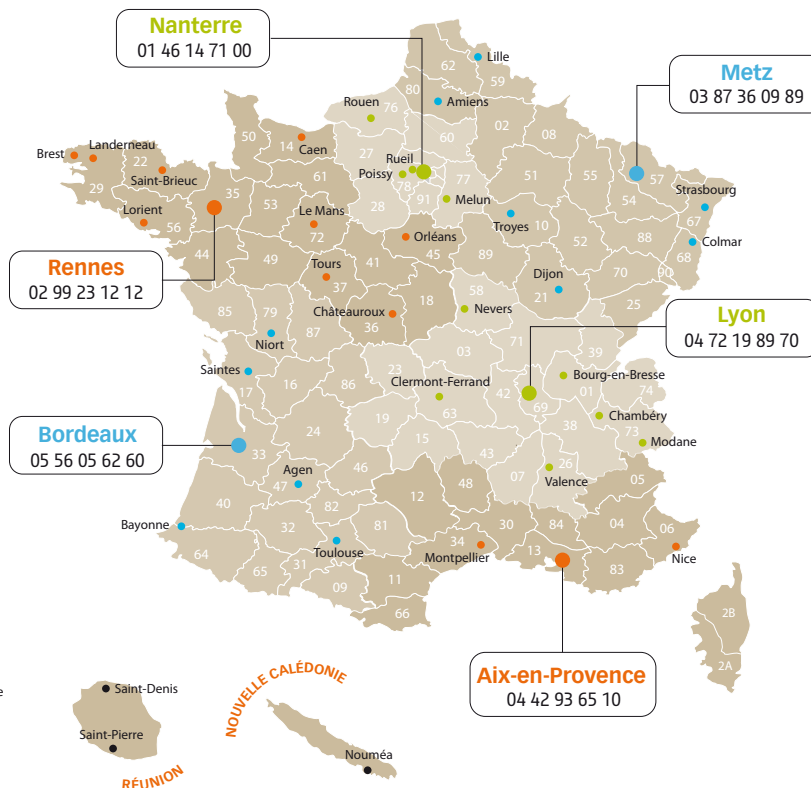 Nanterre
01 46 14 71 00
Lille
62
59
Metz
03 87 36 09 89
80
Amiens
Rouen
76
02
08
60
50
14
Caen
27
Rueil
Poissy
78
91
77
Melun
28
51
55
57
54
Strasbourg
67
Brest
Landerneau
22
29
Saint-Brieuc
61
35
53
Le Mans
72
Troyes
10
88
Colmar
68
Lorient
56
Orléans
45
89
52
44
49
41
70
90
Rennes
02 99 23 12 12
Tours
37
Dijon
21
25
18
58
Nevers
Châteauroux
36
85
79
87
Niort
Lyon
04 72 19 89 70
71
39
03
Saintes
17
16
86
23
Clermont-Ferrand
63
42
69
Bourg-en-Bresse
01
74
Chambéry
73
Modane
38
19
24
15
43
07
26
Valence
Bordeaux
05 56 05 62 60
33
Agen
47
46
05
12
48
40
82
Bayonne
32
81
30
84
04
06
Toulouse
34
Montpellier
13
Nice
64
65
31
09
11
83
66
2B
2A
Aix-en-Provence
04 42 93 65 10
e
Saint-Denis
Saint-Pierre
RÉUNION
NOUVELLE CALÉDONIE
Nouméa